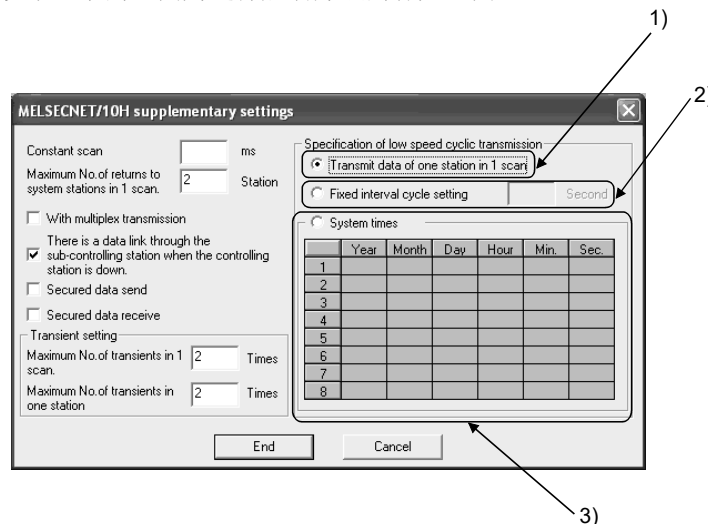 1)
2)
MELSECNET/10H supplementary settings
Constant scan ms
Maximum No.of returns to
system stations in 1 scan. 2 Station
With multiplex transmission
There is a data link through the
sub-controlling station when the controlling
station is down.
Secured data send
Secured data receive
Transient setting
Maximum No.of transients in 1
scan. 2 Times
Maximum No.of transients in
one station 2 Times
Specification of low speed cyclic transmission
Transmit data of one station in 1 scan
Fixed interval cycle setting Second
System times
Year Month Day Hour Min. Sec.
1
2
3
4
5
6
7
8
End Cancel
3)